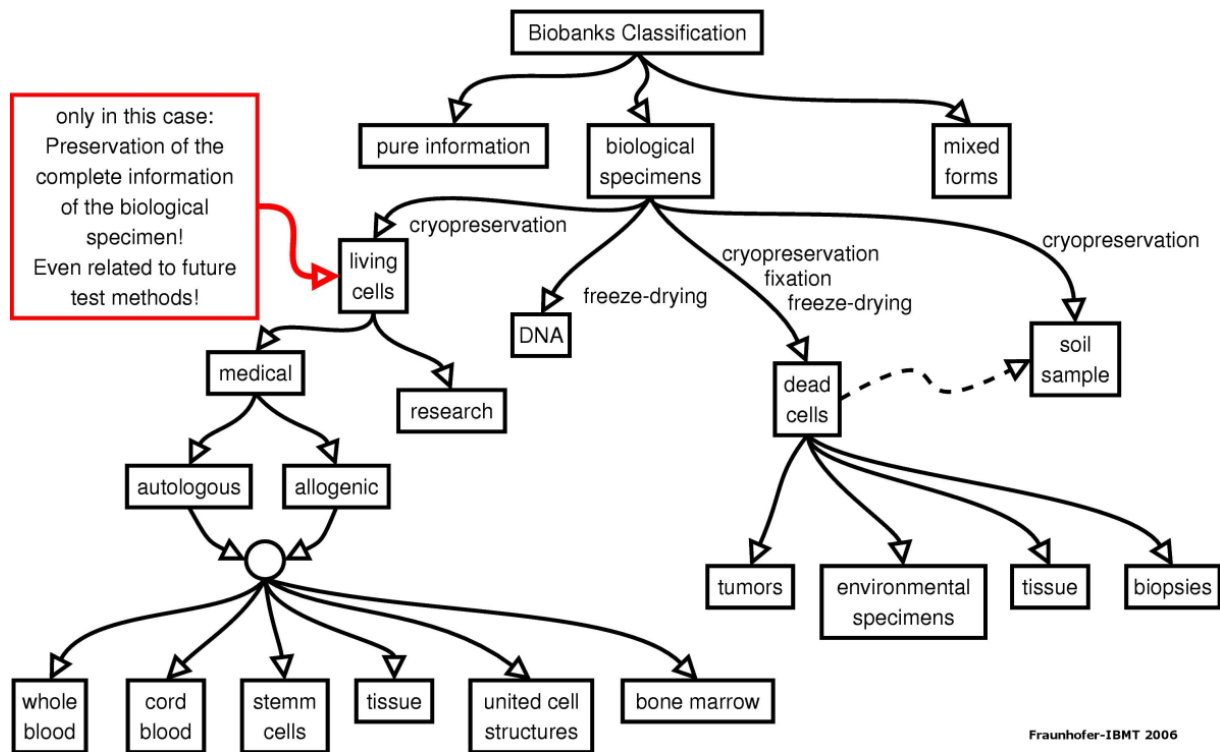 Biobanks Classification
only in this case:
Preservation of the
complete information
of the biological
specimen!
Even related to future
test methods!
pure information
biological
specimens
mixed
forms
cryopreservation
freeze-drying
cryopreservation
fixation
freeze-drying
cryopreservation
living
cells
DNA
dead
cells
soil
sample
medical
research
autologous
allogenic
tumors
environmental
specimens
tissue
biopsies
whole
blood
cord
blood
stemm
cells
tissue
united cell
structures
bone marrow
Fraunhofer-IBMT 2006